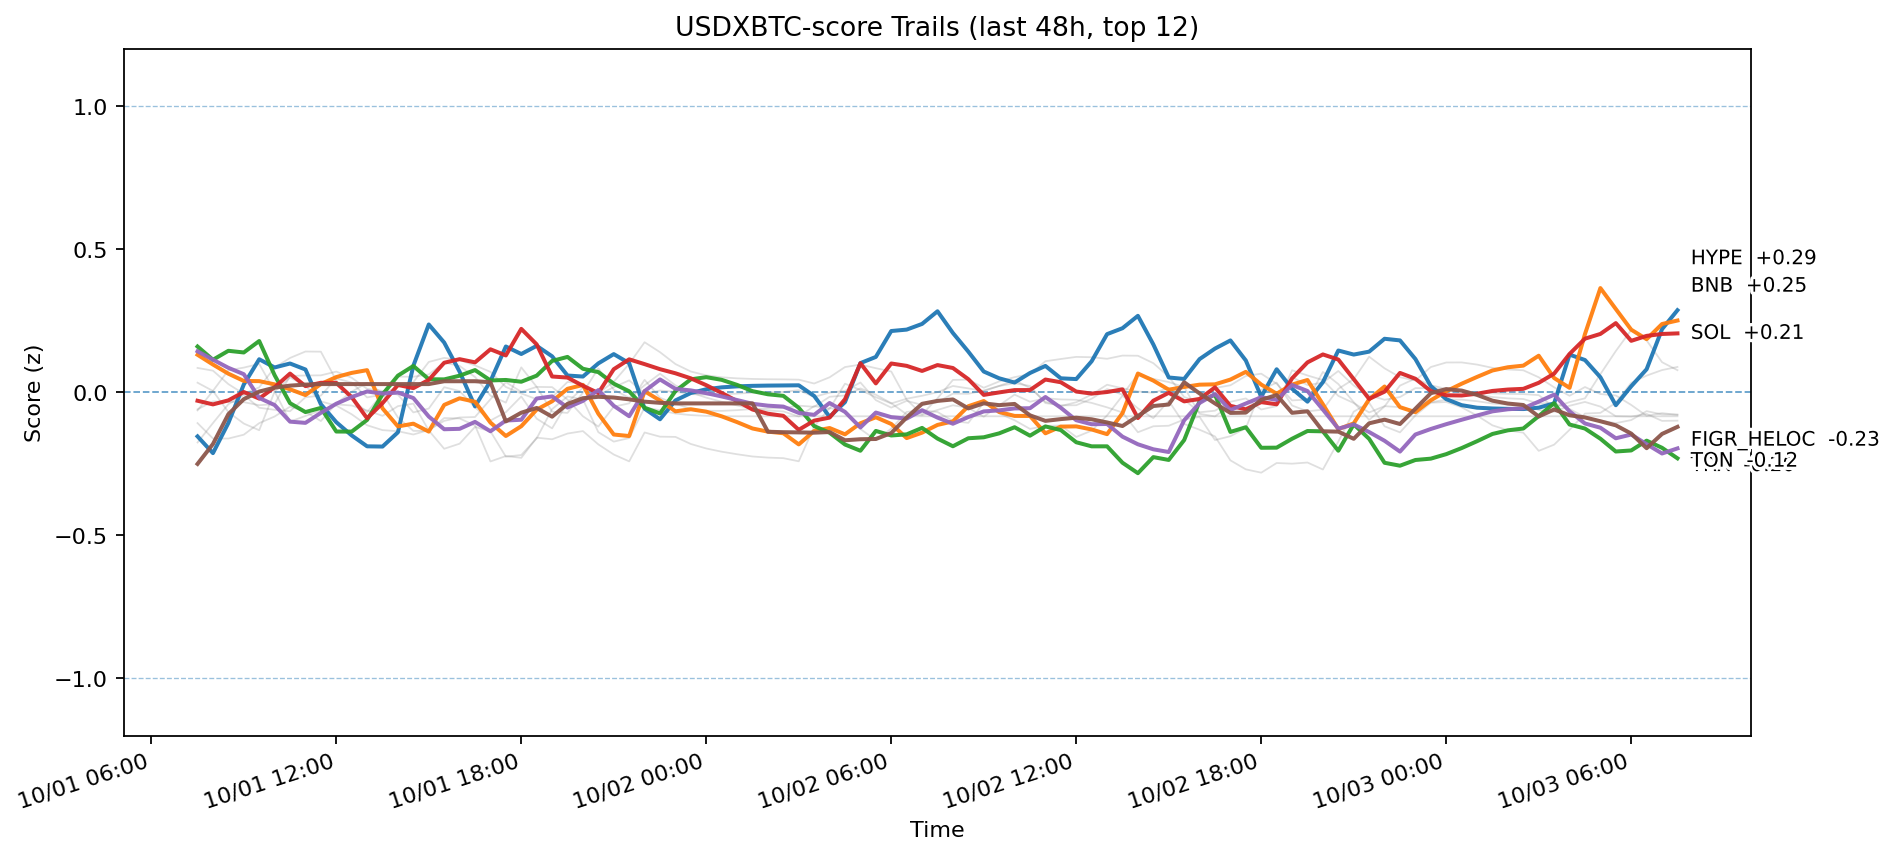 USDXBTC-score Trails (last 48h, top 12)
Score (z)
1.0
0.5
0.0
−0.5
−1.0
HYPE +0.29
BNB +0.25
SOL +0.21
FIGR_HELOC -0.23
TON -0.12
10/01 06:00
10/01 12:00
10/01 18:00
10/02 00:00
10/02 06:00
10/02 12:00
10/02 18:00
10/03 00:00
10/03 06:00
Time